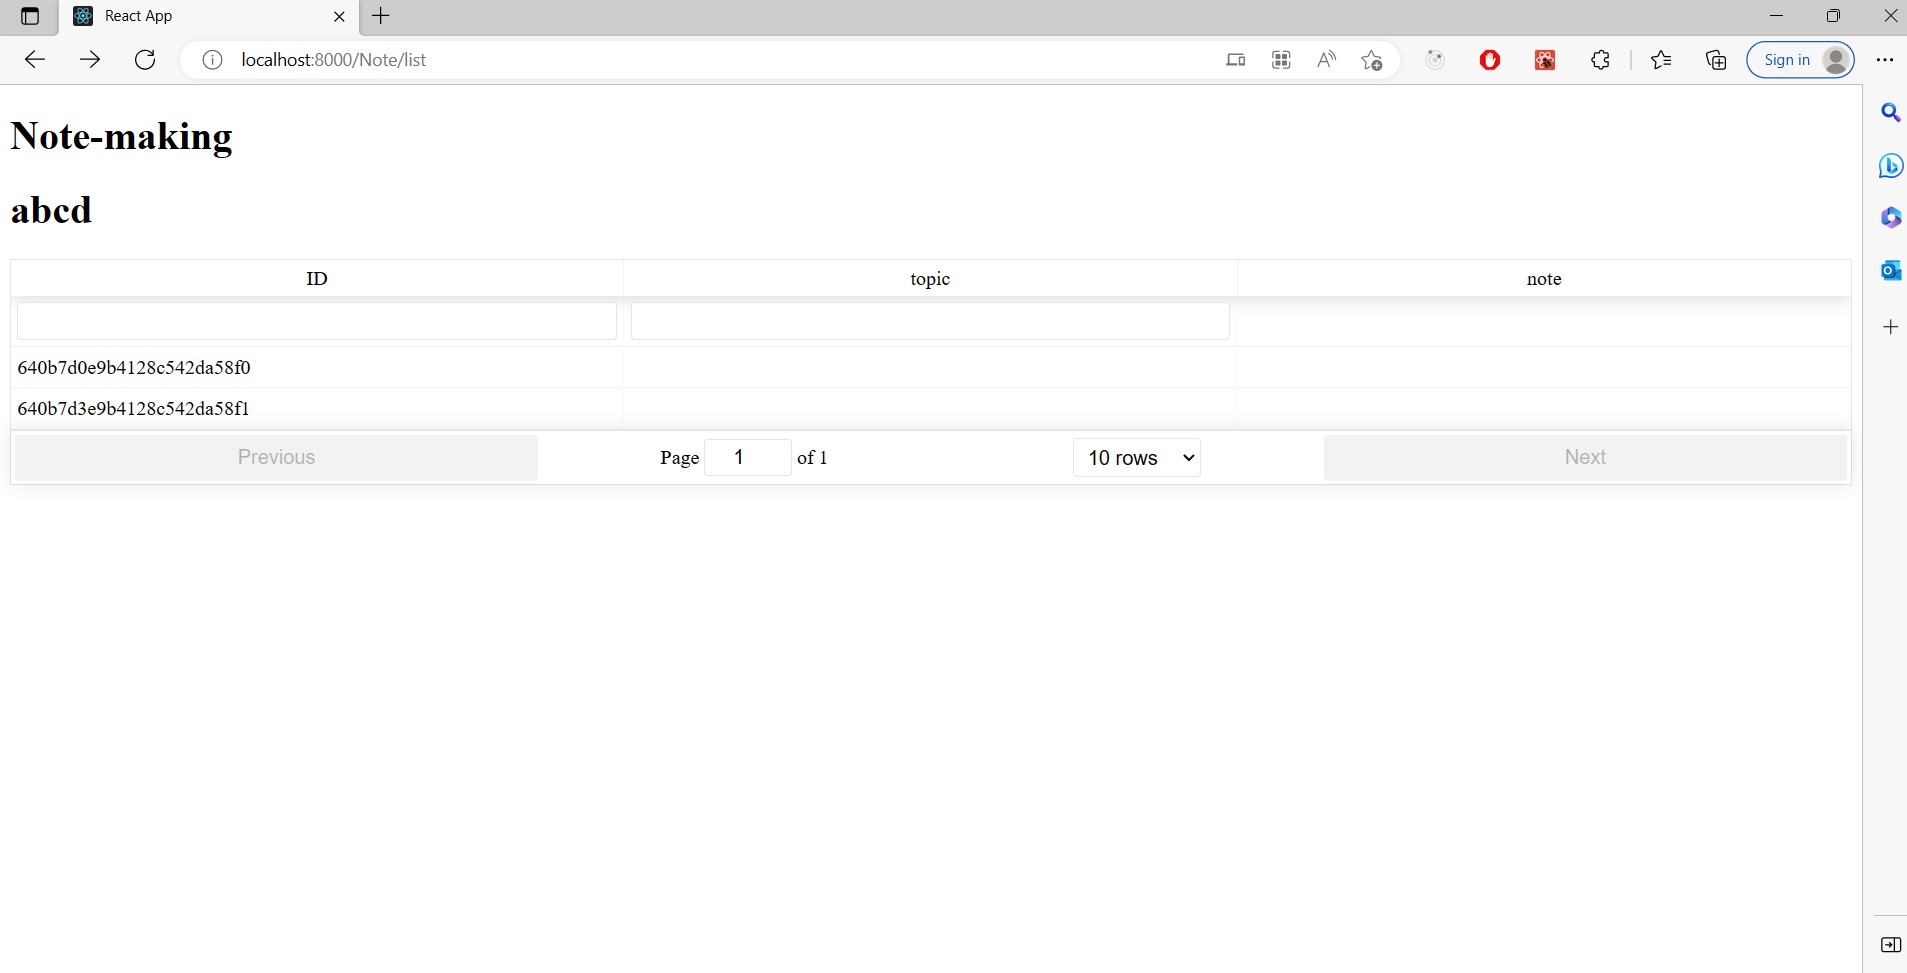 React App
localhost:8000/Note/list
Sign in
Note-making
abcd
ID topic note
640b7d0e9b4128c542da58f0
640b7d3e9b4128c542da58f1
Previous Page 1 of 1 10 rows Next